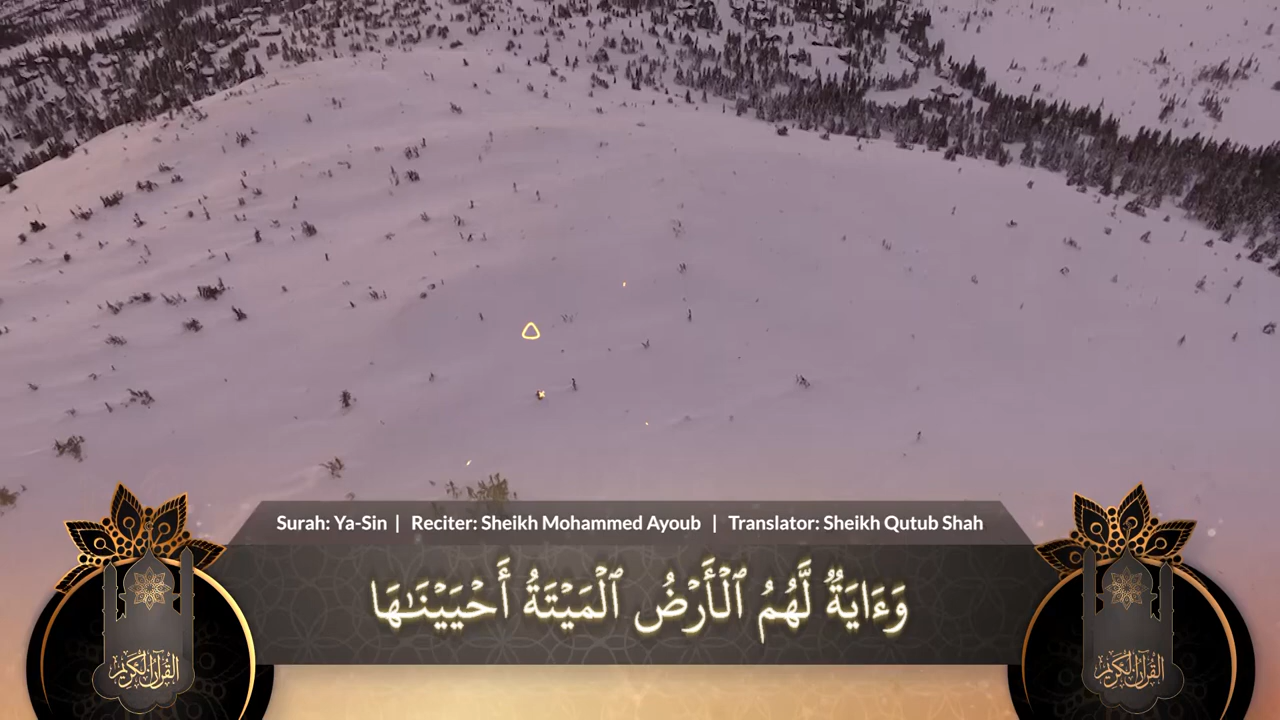 Surah: Ya-Sin | Reciter: Sheikh Mohammed Ayoub | Translator: Sheikh Qutub Shah
وَءَايَةٌ لَّهُمُ ٱلْأَرْضُ ٱلْمَيْتَةُ أَحْيَيْنَـٰهَا
القرآن الكريم
القرآن الكريم